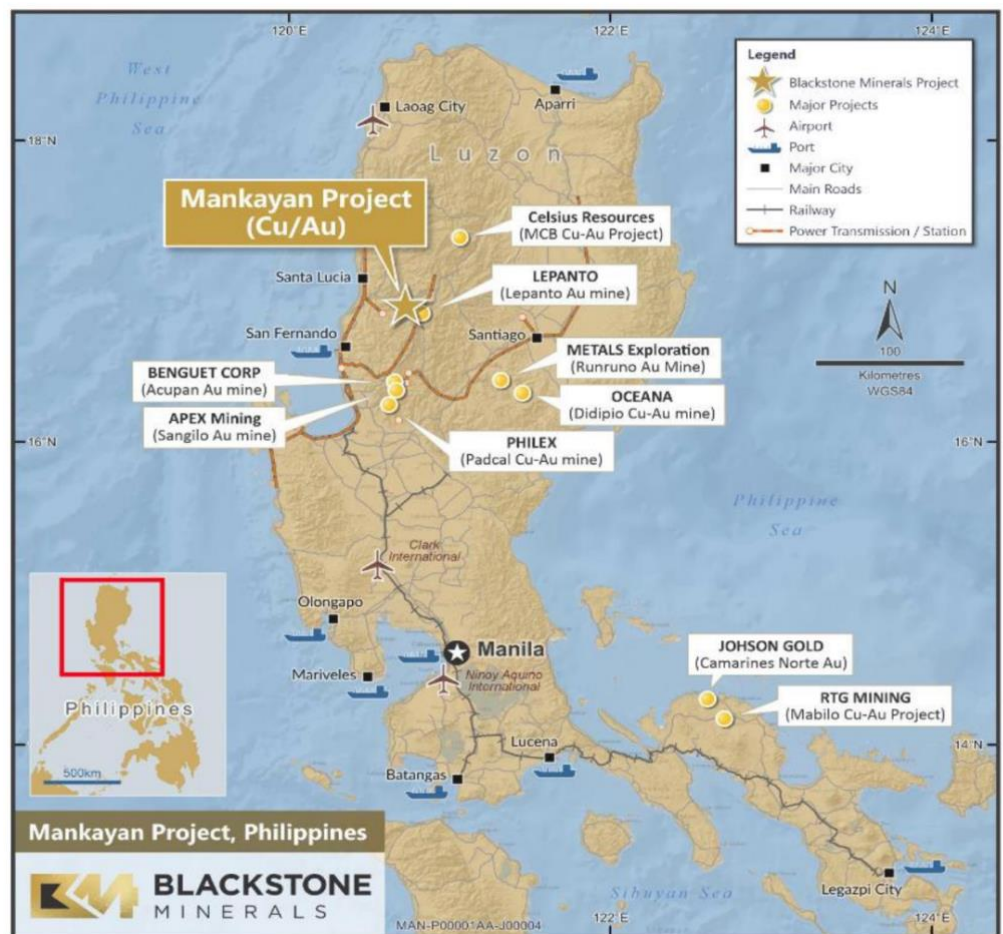 120°E
122°E
124°E
West
Philippine
Sea
Laoag City
Aparri
Legend
Blackstone Minerals Project
Major Projects
Airport
Port
Major City
Main Roads
Railway
Power Transmission / Station
18°N
18°N
Luzon
Mankayan Project
(Cu/Au)
Celsius Resources
(MCB Cu-Au Project)
Santa Lucia
LEPANTO
(Lepanto Au mine)
N
100
Kilometres
WGS84
San Fernando
Santiago
METALS Exploration
(Runruno Au Mine)
BENGUET CORP
(Acupan Au mine)
OCEANA
(Didipio Cu-Au mine)
APEX Mining
(Sangilo Au mine)
PHILEX
(Padcal Cu-Au mine)
16°N
16°N
Philippine
Sea
Clark
International
Olongapo
Manila
Mariveles
Ninoy Aquino
International
JOHSON GOLD
(Camarines Norte Au)
RTG MINING
(Mabilo Cu-Au Project)
Philippines
500km
Lucena
14°N
Batangas
Mankayan Project, Philippines
BLACKSTONE
MINERALS
Legazpi City
Sibuyan Sea
MAN-P00001AA-J00004
122°E
124°E